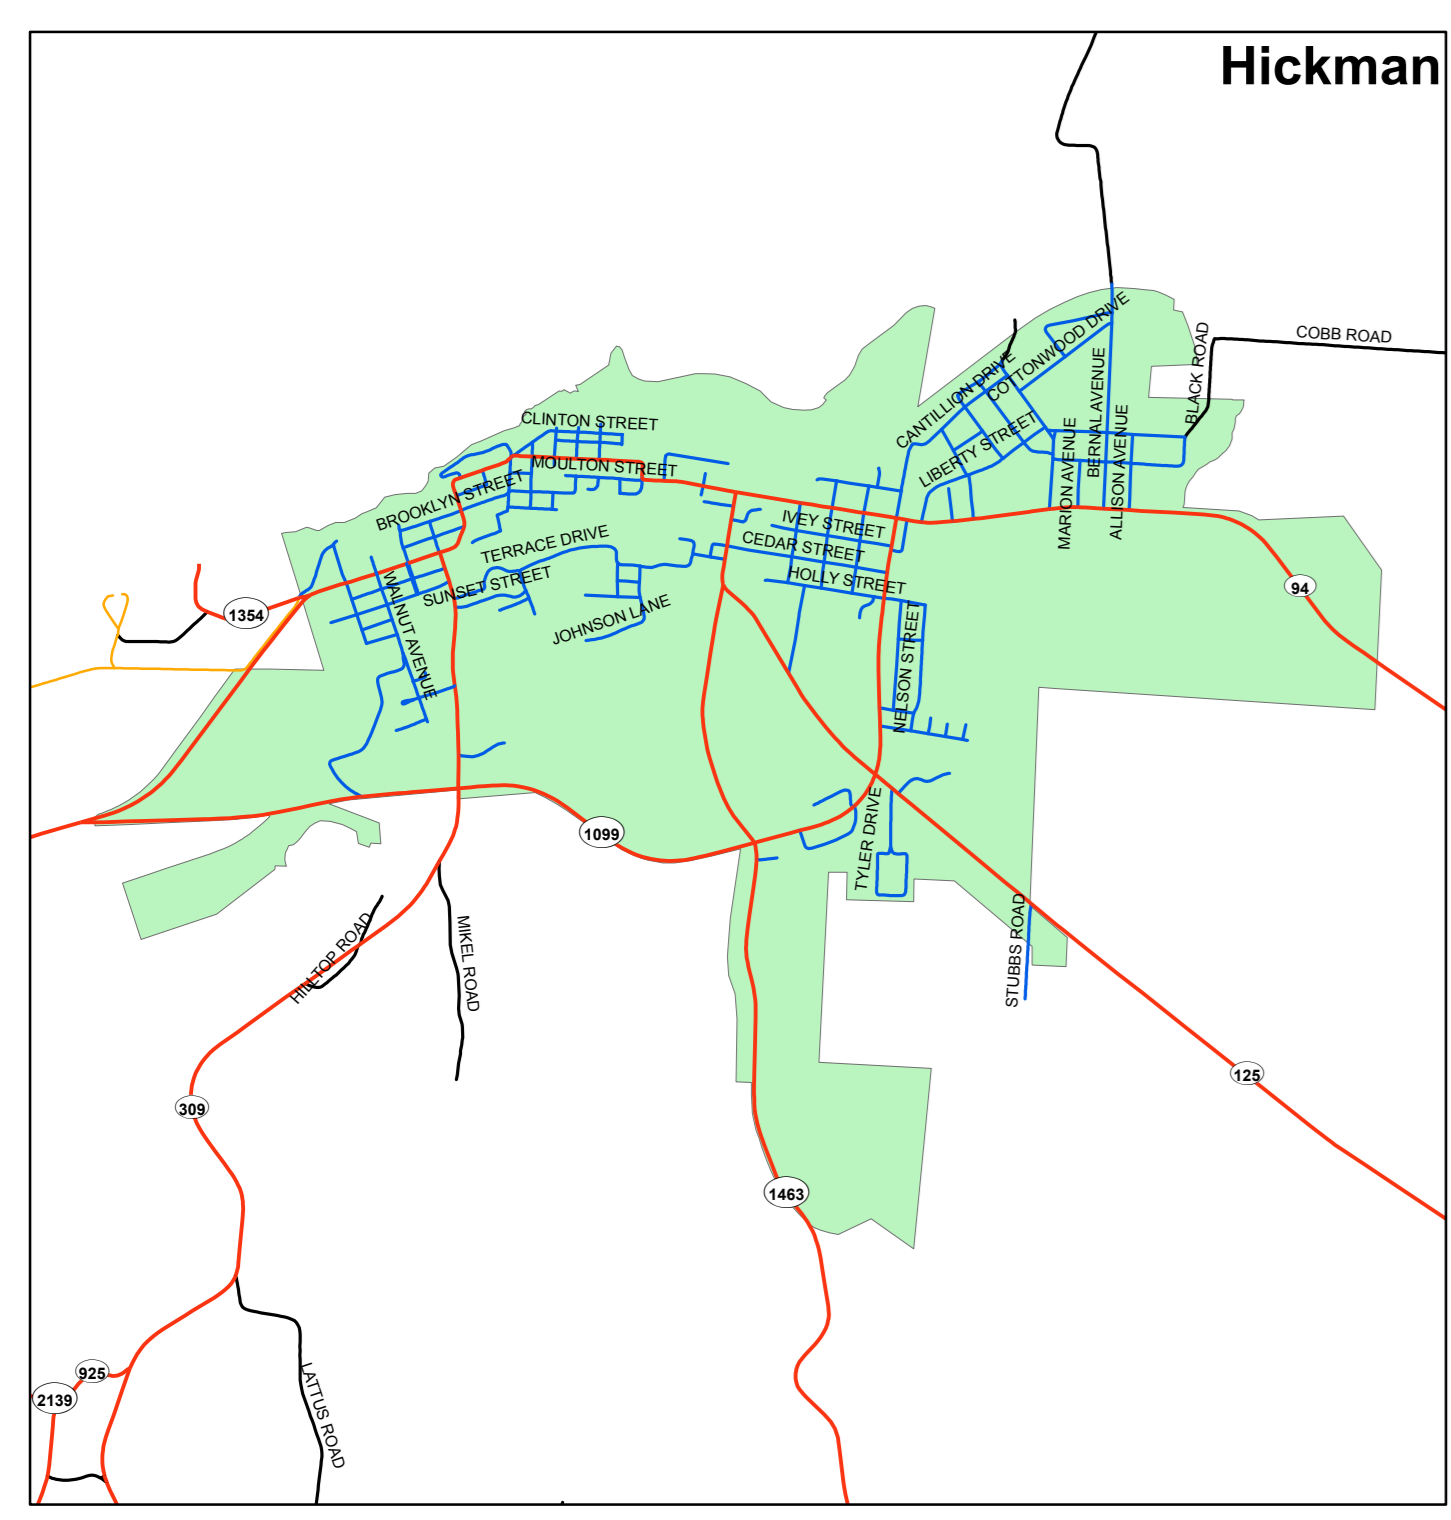 Hickman
COBB ROAD
BLACK ROAD
COTTONWOOD DRIVE
CANTILLION DRIVE
BERNAL AVENUE
CLINTON STREET
LIBERTY STREET
MARION AVENUE
ALLISON AVENUE
MOULTON STREET
BROOKLYN STREET
IVEY STREET
TERRACE DRIVE
CEDAR STREET
SUNSET STREET
HOLLY STREET
94
1354
WALNUT AVENUE
JOHNSON LANE
NELSON STREET
1099
TYLER DRIVE
STUBBS ROAD
HILLTOP ROAD
MIKEL ROAD
125
309
1463
925
2139
LATTUS ROAD